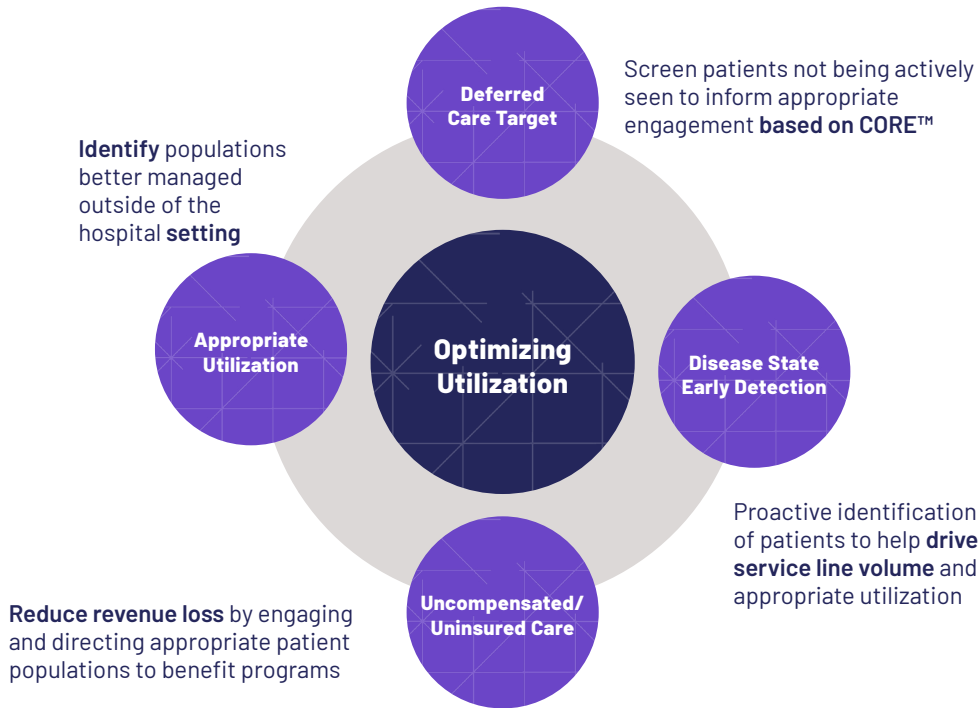 Deferred
Care Target
Screen patients not being actively
seen to inform appropriate
engagement based on CORE™
Identify populations
better managed
outside of the
hospital setting
Appropriate
Utilization
Optimizing
Utilization
Disease State
Early Detection
Proactive identification
of patients to help drive
service line volume and
appropriate utilization
Uncompensated/
Uninsured Care
Reduce revenue loss by engaging
and directing appropriate patient
populations to benefit programs